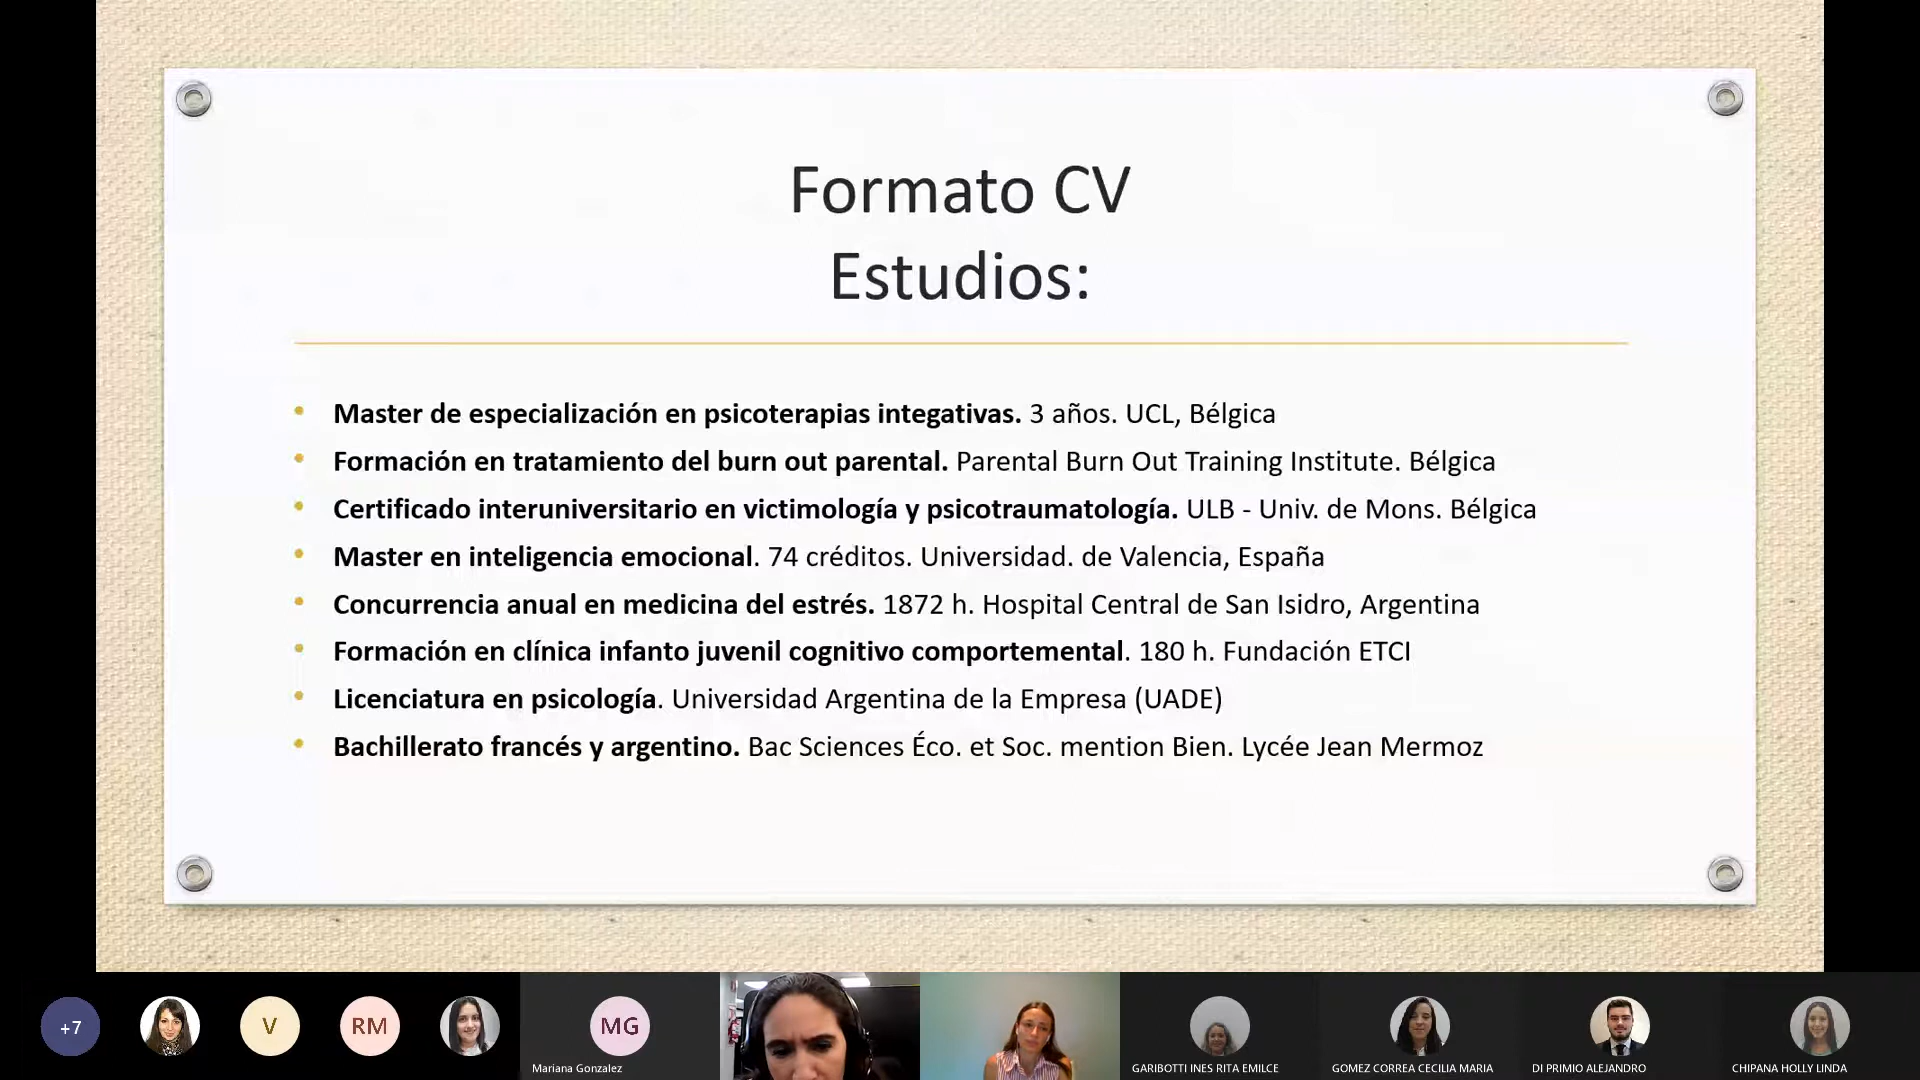 Formato CV
Estudios:
Master de especialización en psicoterapias integativas. 3 años. UCL, Bélgica
Formación en tratamiento del burn out parental. Parental Burn Out Training Institute. Bélgica
Certificado interuniversitario en victimología y psicotraumatología. ULB - Univ. de Mons. Bélgica
Master en inteligencia emocional. 74 créditos. Universidad. de Valencia, España
Concurrencia anual en medicina del estrés. 1872 h. Hospital Central de San Isidro, Argentina
Formación en clínica infanto juvenil cognitivo comportemental. 180 h. Fundación ETCI
Licenciatura en psicología. Universidad Argentina de la Empresa (UADE)
Bachillerato francés y argentino. Bac Sciences Éco. et Soc. mention Bien. Lycée Jean Mermoz
+7
V
RM
MG
Mariana Gonzalez
GARIBOTTI INES RITA EMILCE
GOMEZ CORREA CECILIA MARIA
DI PRIMIO ALEJANDRO
CHIPANA HOLLY LINDA